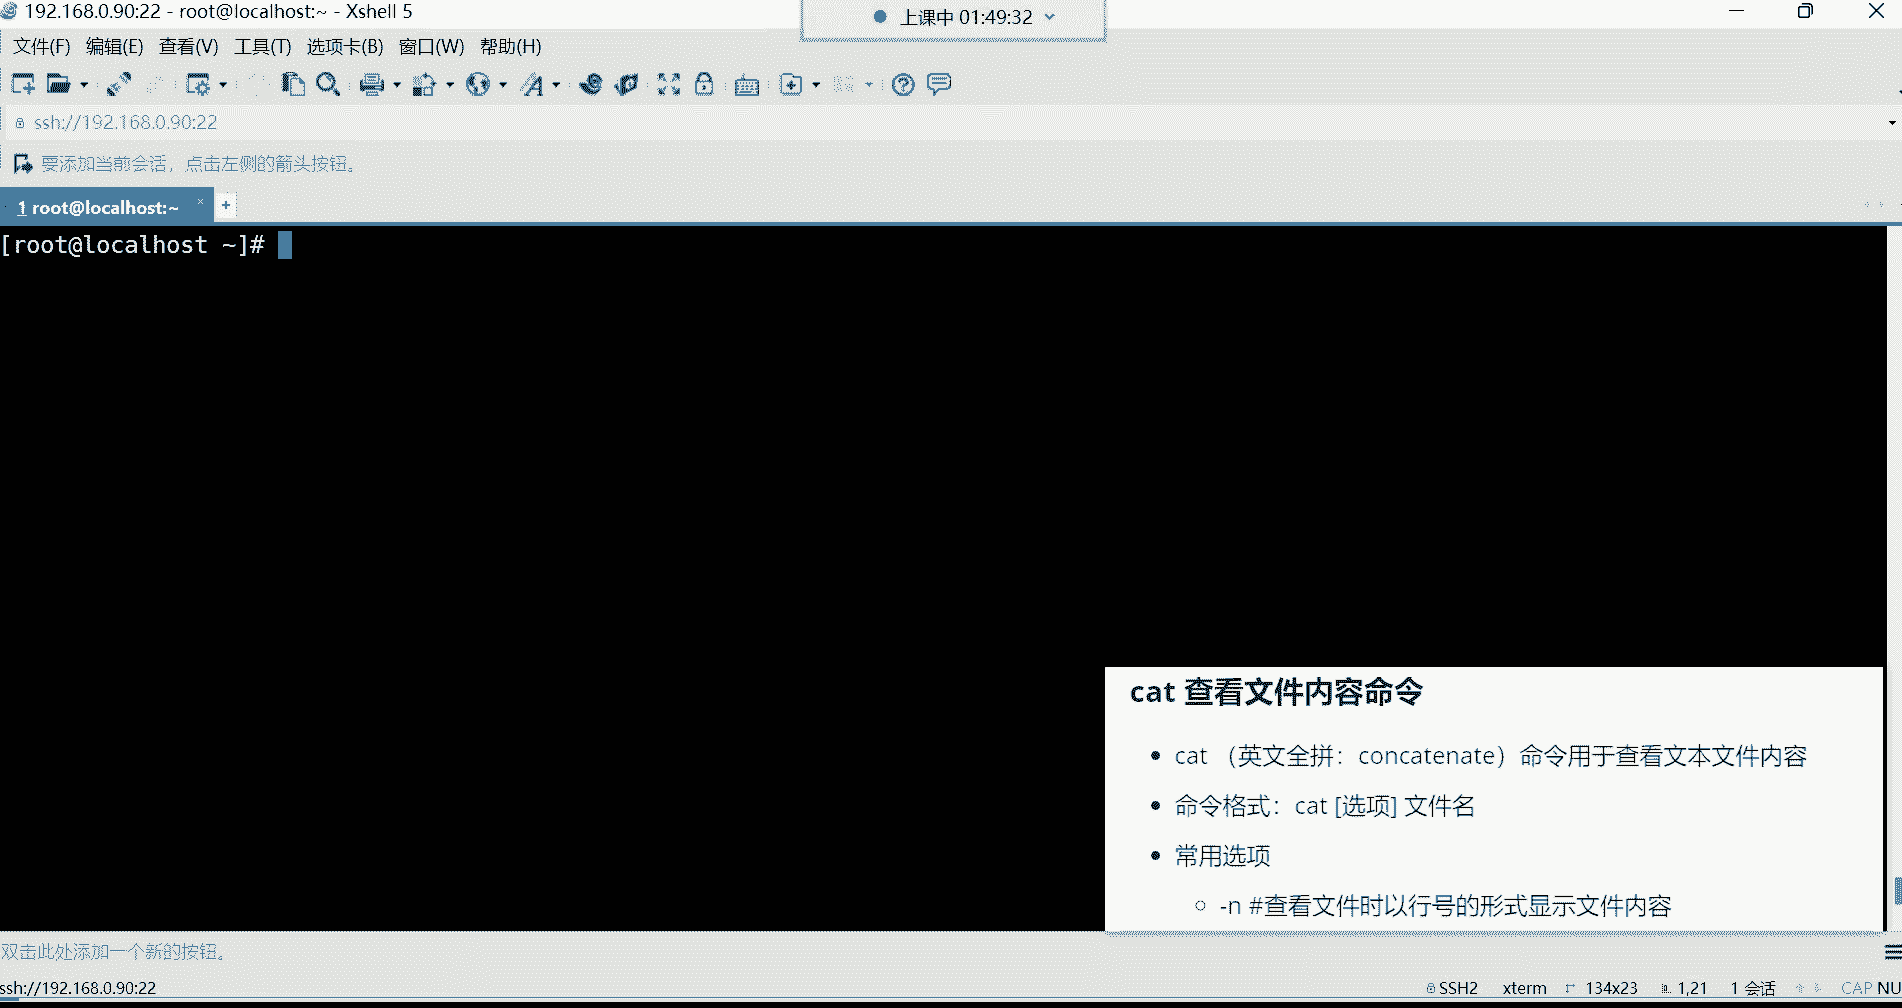 192.168.0.90:22 - root@localhost:~ - Xshell 5
上课中 01:49:32
文件(F) 编辑(E) 查看(V) 工具(T) 选项卡(B) 窗口(W) 帮助(H)
ssh://192.168.0.90:22
要添加当前会话，点击左侧的箭头按钮。
1 root@localhost:~
[root@localhost ~]#
cat 查看文件内容命令
• cat （英文全拼：concatenate）命令用于查看文本文件内容
• 命令格式：cat [选项] 文件名
• 常用选项
○ -n #查看文件时以行号的形式显示文件内容
双击此处添加一个新的按钮。
ssh://192.168.0.90:22 SSH2 xterm 134x23 1,21 1 会话 CAP NU